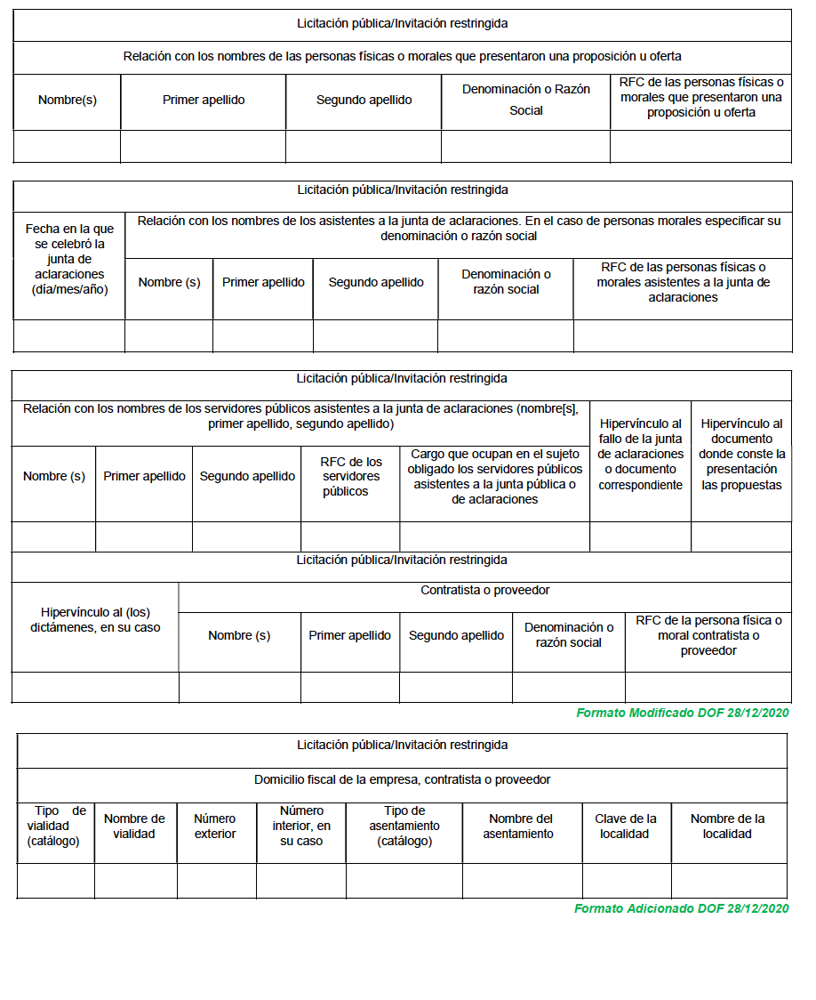 Licitación pública/Invitación restringida
Relación con los nombres de las personas físicas o morales que presentaron una proposición u oferta
Nombre(s)
Primer apellido
Segundo apellido
Denominación o Razón
Social
RFC de las personas físicas o
morales que presentaron una
proposición u oferta
Licitación pública/Invitación restringida
Fecha en la que
se celebró la
junta de
aclaraciones
(día/mes/año)
Relación con los nombres de los asistentes a la junta de aclaraciones. En el caso de personas morales especificar su
denominación o razón social
Nombre (s)
Primer apellido
Segundo apellido
Denominación o
razón social
RFC de las personas físicas o
morales asistentes a la junta de
aclaraciones
Licitación pública/Invitación restringida
Relación con los nombres de los servidores públicos asistentes a la junta de aclaraciones (nombre[s],
primer apellido, segundo apellido)
Hipervínculo al
fallo de la junta
de aclaraciones
o documento
correspondiente
Hipervínculo al
documento
donde conste la
presentación
las propuestas
Nombre (s)
Primer apellido
Segundo apellido
RFC de los
servidores
públicos
Cargo que ocupan en el sujeto
obligado los servidores públicos
asistentes a la junta pública o
de aclaraciones
Licitación pública/Invitación restringida
Hipervínculo al (los)
dictámenes, en su caso
Contratista o proveedor
Nombre (s)
Primer apellido
Segundo apellido
Denominación o
razón social
RFC de la persona física o
moral contratista o
proveedor
Formato Modificado DOF 28/12/2020
Licitación pública/Invitación restringida
Domicilio fiscal de la empresa, contratista o proveedor
Tipo de
vialidad
(catálogo)
Nombre de
vialidad
Número
exterior
Número
interior, en
su caso
Tipo de
asentamiento
(catálogo)
Nombre del
asentamiento
Clave de la
localidad
Nombre de la
localidad
Formato Adicionado DOF 28/12/2020